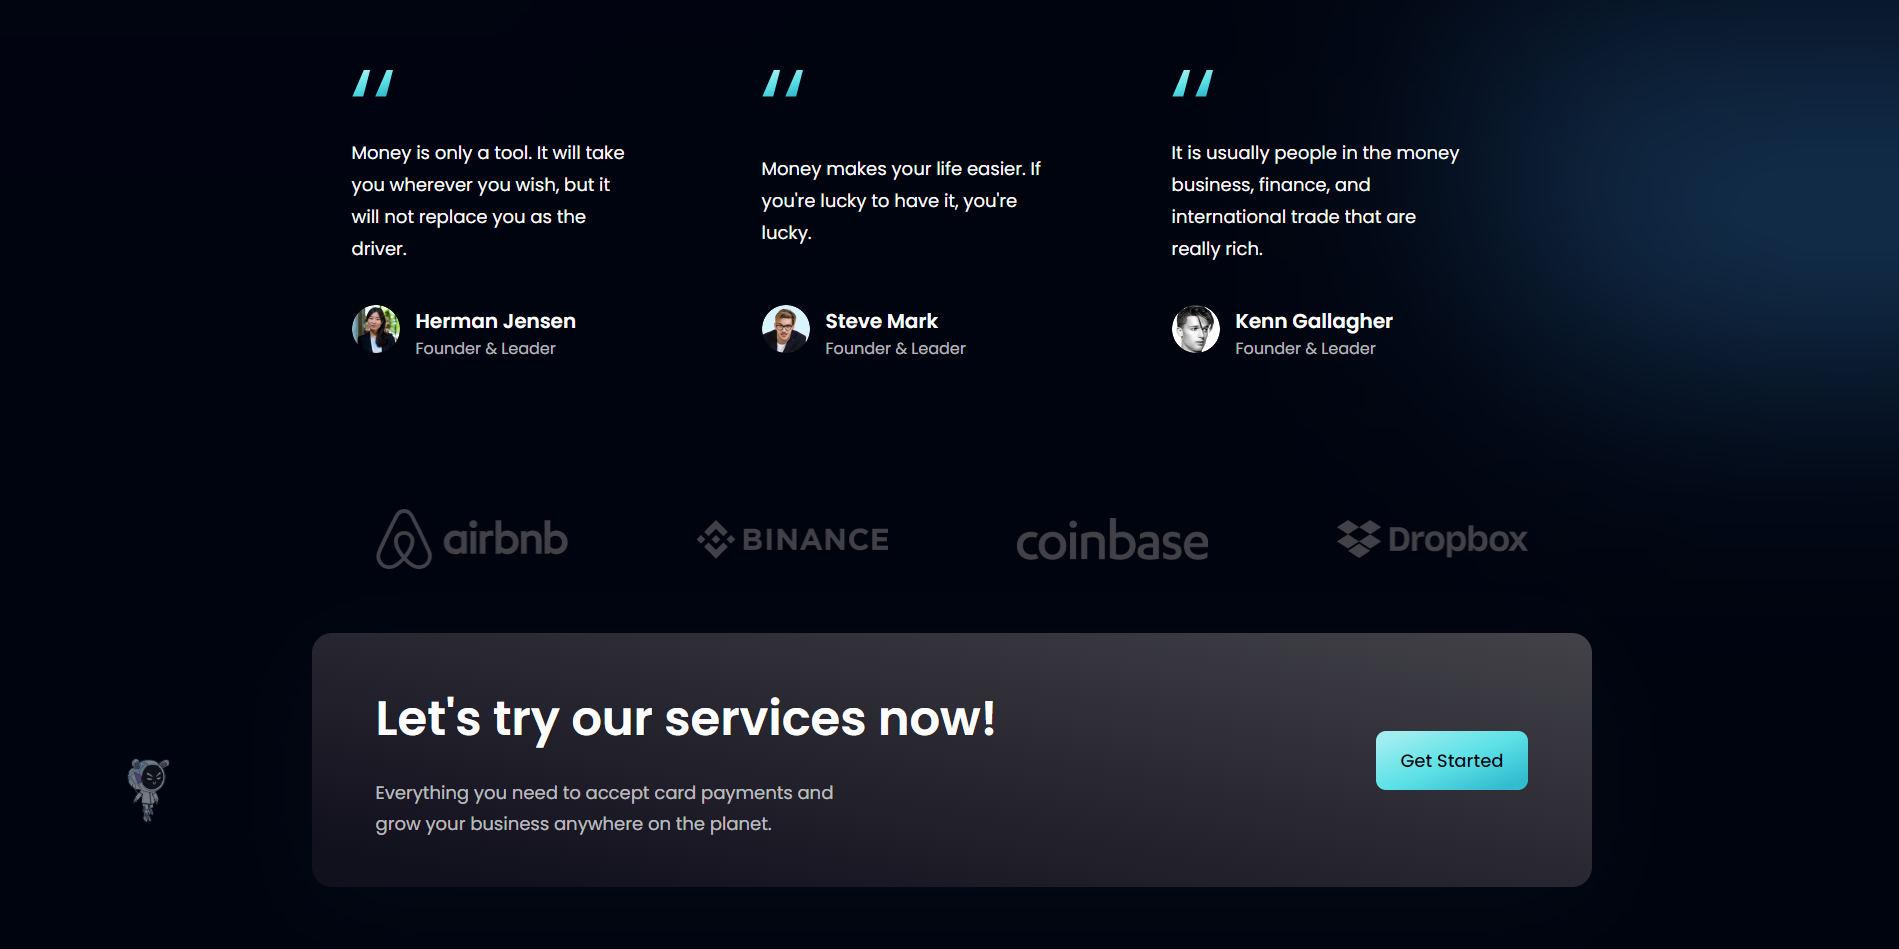 Money is only a tool. It will take
you wherever you wish, but it
will not replace you as the
driver.
Herman Jensen
Founder & Leader
Money makes your life easier. If
you're lucky to have it, you're
lucky.
Steve Mark
Founder & Leader
It is usually people in the money
business, finance, and
international trade that are
really rich.
Kenn Gallagher
Founder & Leader
airbnb
BINANCE
coinbase
Dropbox
Let's try our services now!
Everything you need to accept card payments and
grow your business anywhere on the planet.
Get Started